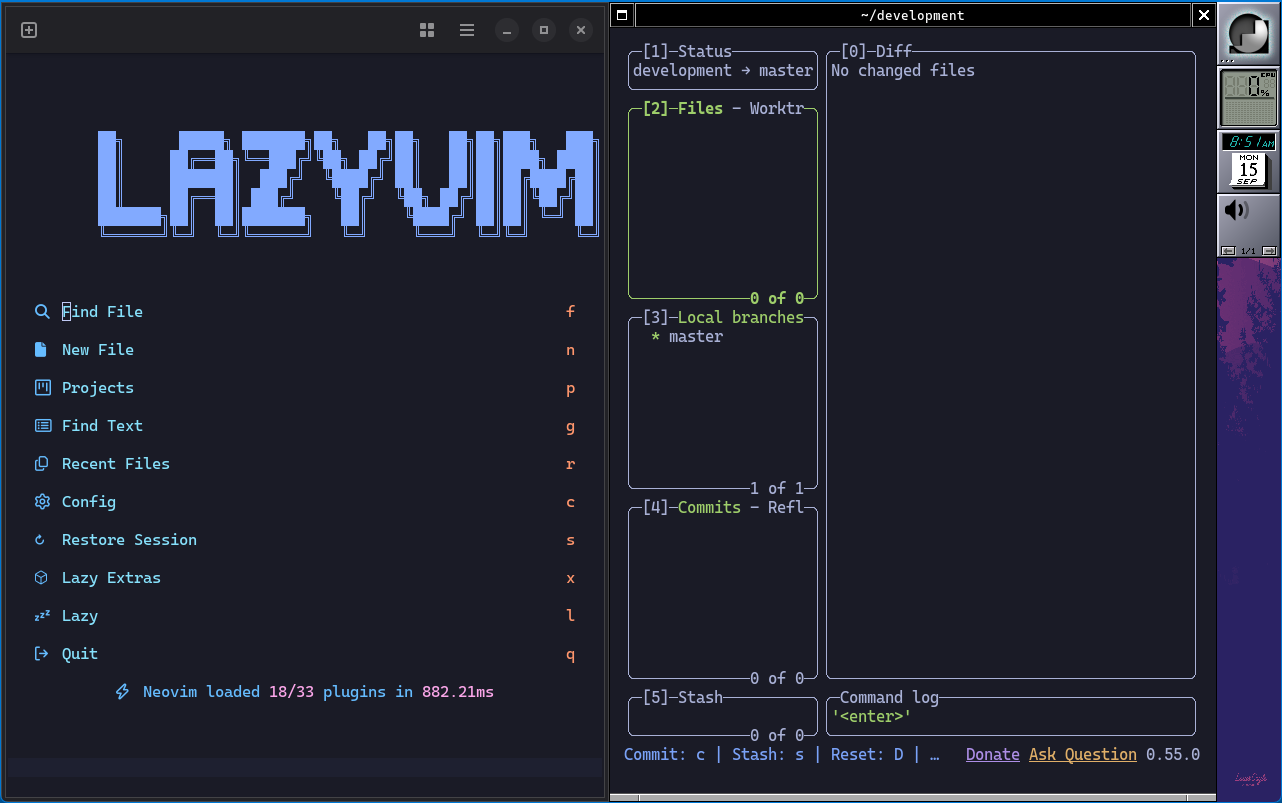 LAZYVIM
Find File f
New File n
Projects p
Find Text g
Recent Files r
Config c
Restore Session s
Lazy Extras x
Lazy l
Quit q
Neovim loaded 18/33 plugins in 882.21ms
~/development
[1]─Status
development → master
[2]─Files - Worktr
0 of 0
[3]─Local branches
* master
1 of 1
[4]─Commits - Refl
0 of 0
[5]─Stash
0 of 0
[0]─Diff
No changed files
Command log
'<enter>'
Commit: c | Stash: s | Reset: D | … Donate Ask Question 0.55.0
CPU
0%
8:51 AM
MON
15
SEP
1/1